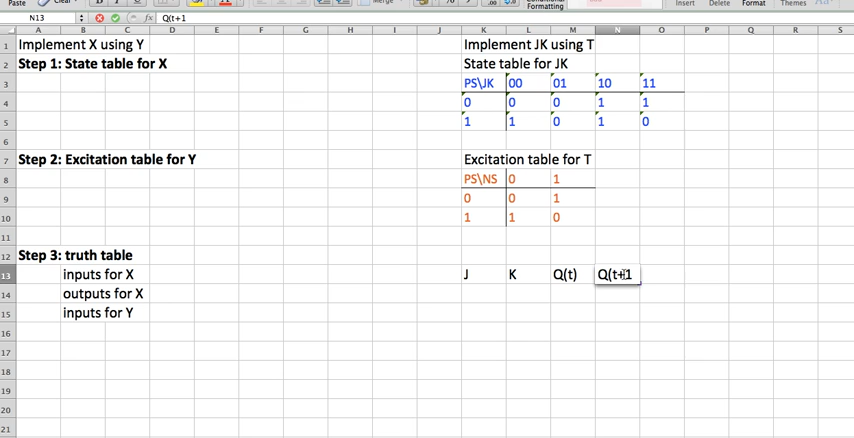 Paste Clear B I U A Merge % .00 Conditional Formatting Insert Delete Format Themes Aa
N13 fx Q(t+1
A B C D E F G H I J K L M N O P Q R S
1 Implement X using Y Implement JK using T
2 Step 1: State table for X State table for JK
3 PS\JK 00 01 10 11
4 0 0 0 1 1
5 1 1 0 1 0
6
7 Step 2: Excitation table for Y Excitation table for T
8 PS\NS 0 1
9 0 0 1
10 1 1 0
11
12 Step 3: truth table
13 inputs for X J K Q(t) Q(t+1
14 outputs for X
15 inputs for Y
16
17
18
19
20
21